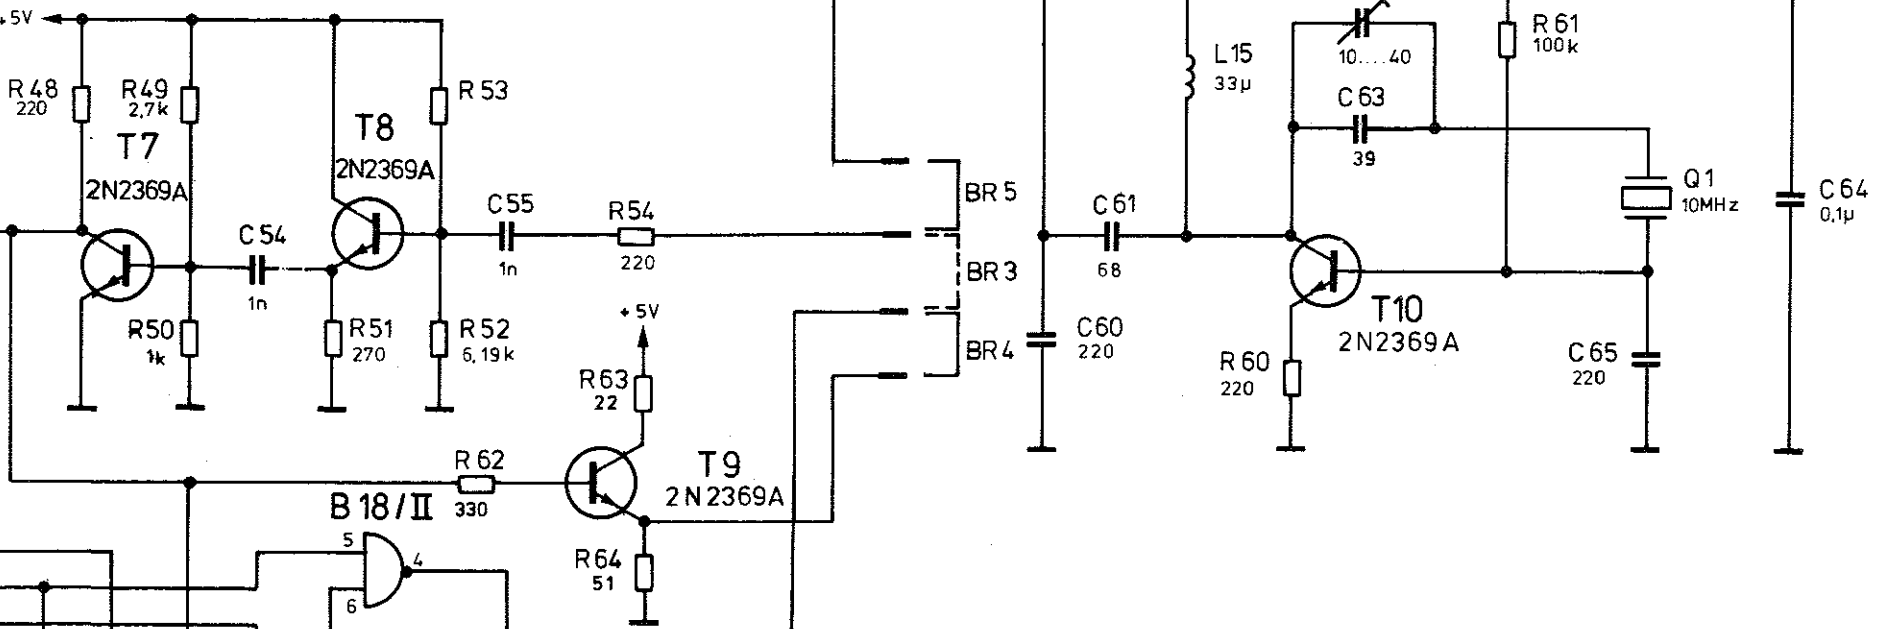 +5V
R48
220
R49
2,7k
T7
2N2369A
T8
2N2369A
R53
C54
1n
C55
1n
R54
220
R50
1k
R51
270
R52
6,19k
+5V
R63
22
R62
330
T9
2N2369A
R64
51
B18/II
5
4
6
BR5
BR3
BR4
C61
68
C60
220
L15
33µ
10....40
C63
39
R61
100k
Q1
10MHz
C64
0,1µ
T10
2N2369A
R60
220
C65
220